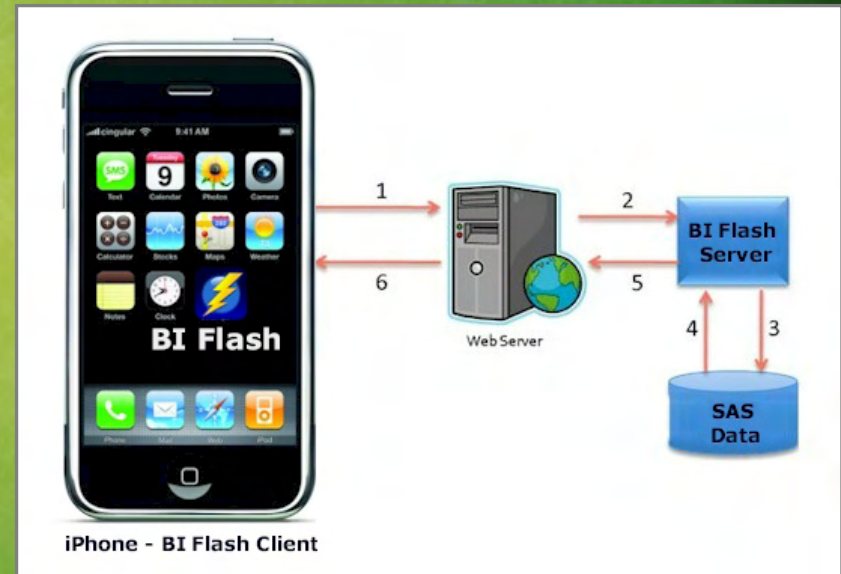 cingular 9:41 AM
SMS
Tuesday
9
Text Calendar Photos Camera
Calculator Stocks Maps Weather
Notes Clock
BI Flash
Phone Mail Web iPod
iPhone - BI Flash Client
1
6
Web Server
2
5
BI Flash
Server
4
3
SAS
Data